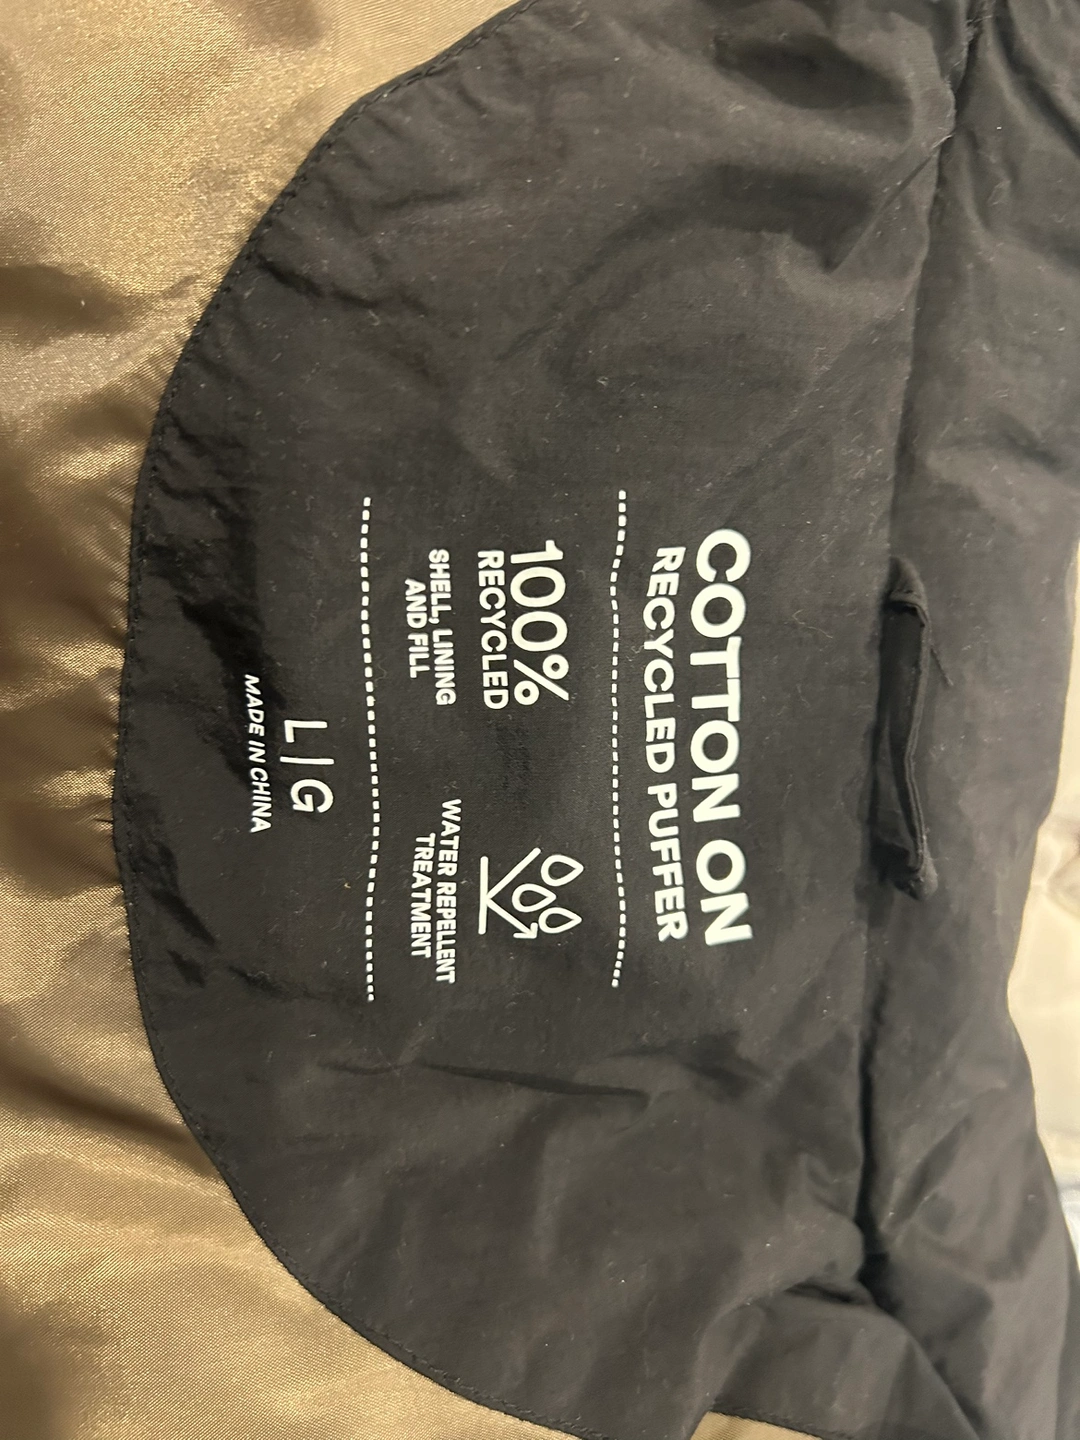 COTTON ON
RECYCLED PUFFER
100%
RECYCLED
SHELL, LINING
AND FILL
WATER REPELLENT
TREATMENT
L|G
MADE IN CHINA